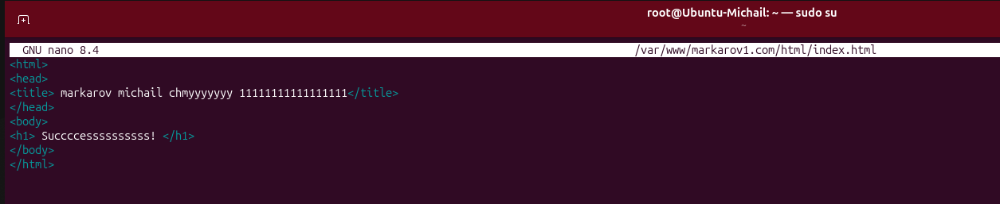 root@Ubuntu-Michail: ~ — sudo su
~
GNU nano 8.4 /var/www/markarov1.com/html/index.html
<html>
<head>
<title> markarov michail chmyyyyyyy 11111111111111111</title>
</head>
<body>
<h1> Succccessssssssss! </h1>
</body>
</html>